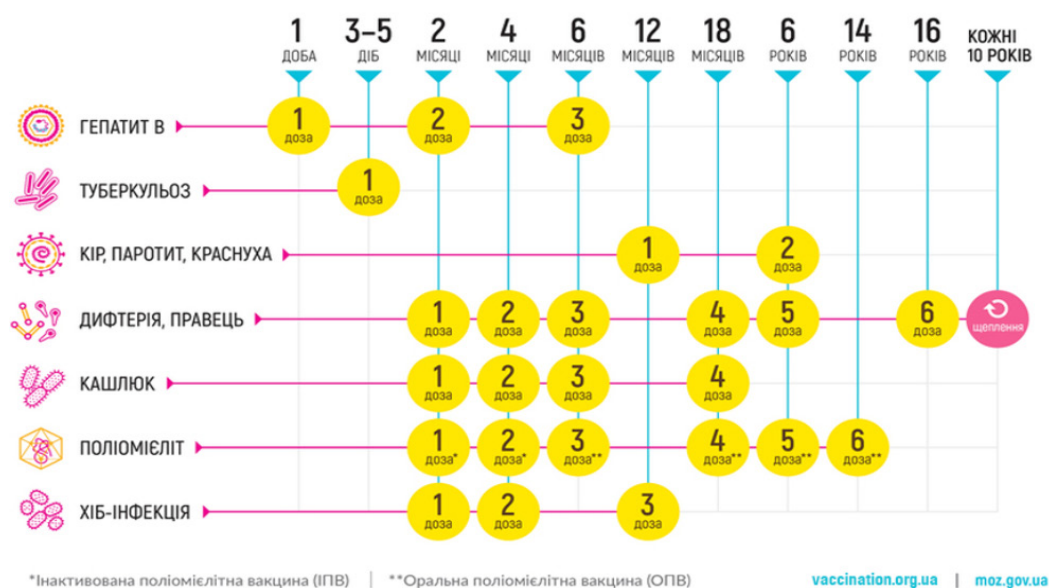 1 3–5 2 4 6 12 18 6 14 16 КОЖНІ
ДОБА ДІБ МІСЯЦІ МІСЯЦІ МІСЯЦІВ МІСЯЦІВ МІСЯЦІВ РОКІВ РОКІВ РОКІВ 10 РОКІВ
ГЕПАТИТ В 1 доза 2 доза 3 доза
ТУБЕРКУЛЬОЗ 1 доза
КІР, ПАРОТИТ, КРАСНУХА 1 доза 2 доза
ДИФТЕРІЯ, ПРАВЕЦЬ 1 доза 2 доза 3 доза 4 доза 5 доза 6 доза щеплення
КАШЛЮК 1 доза 2 доза 3 доза 4 доза
ПОЛІОМІЄЛІТ 1 доза* 2 доза* 3 доза** 4 доза** 5 доза** 6 доза**
ХІБ-ІНФЕКЦІЯ 1 доза 2 доза 3 доза
*Інактивована поліомієлітна вакцина (ІПВ) | **Оральна поліомієлітна вакцина (ОПВ) vaccination.org.ua | moz.gov.ua